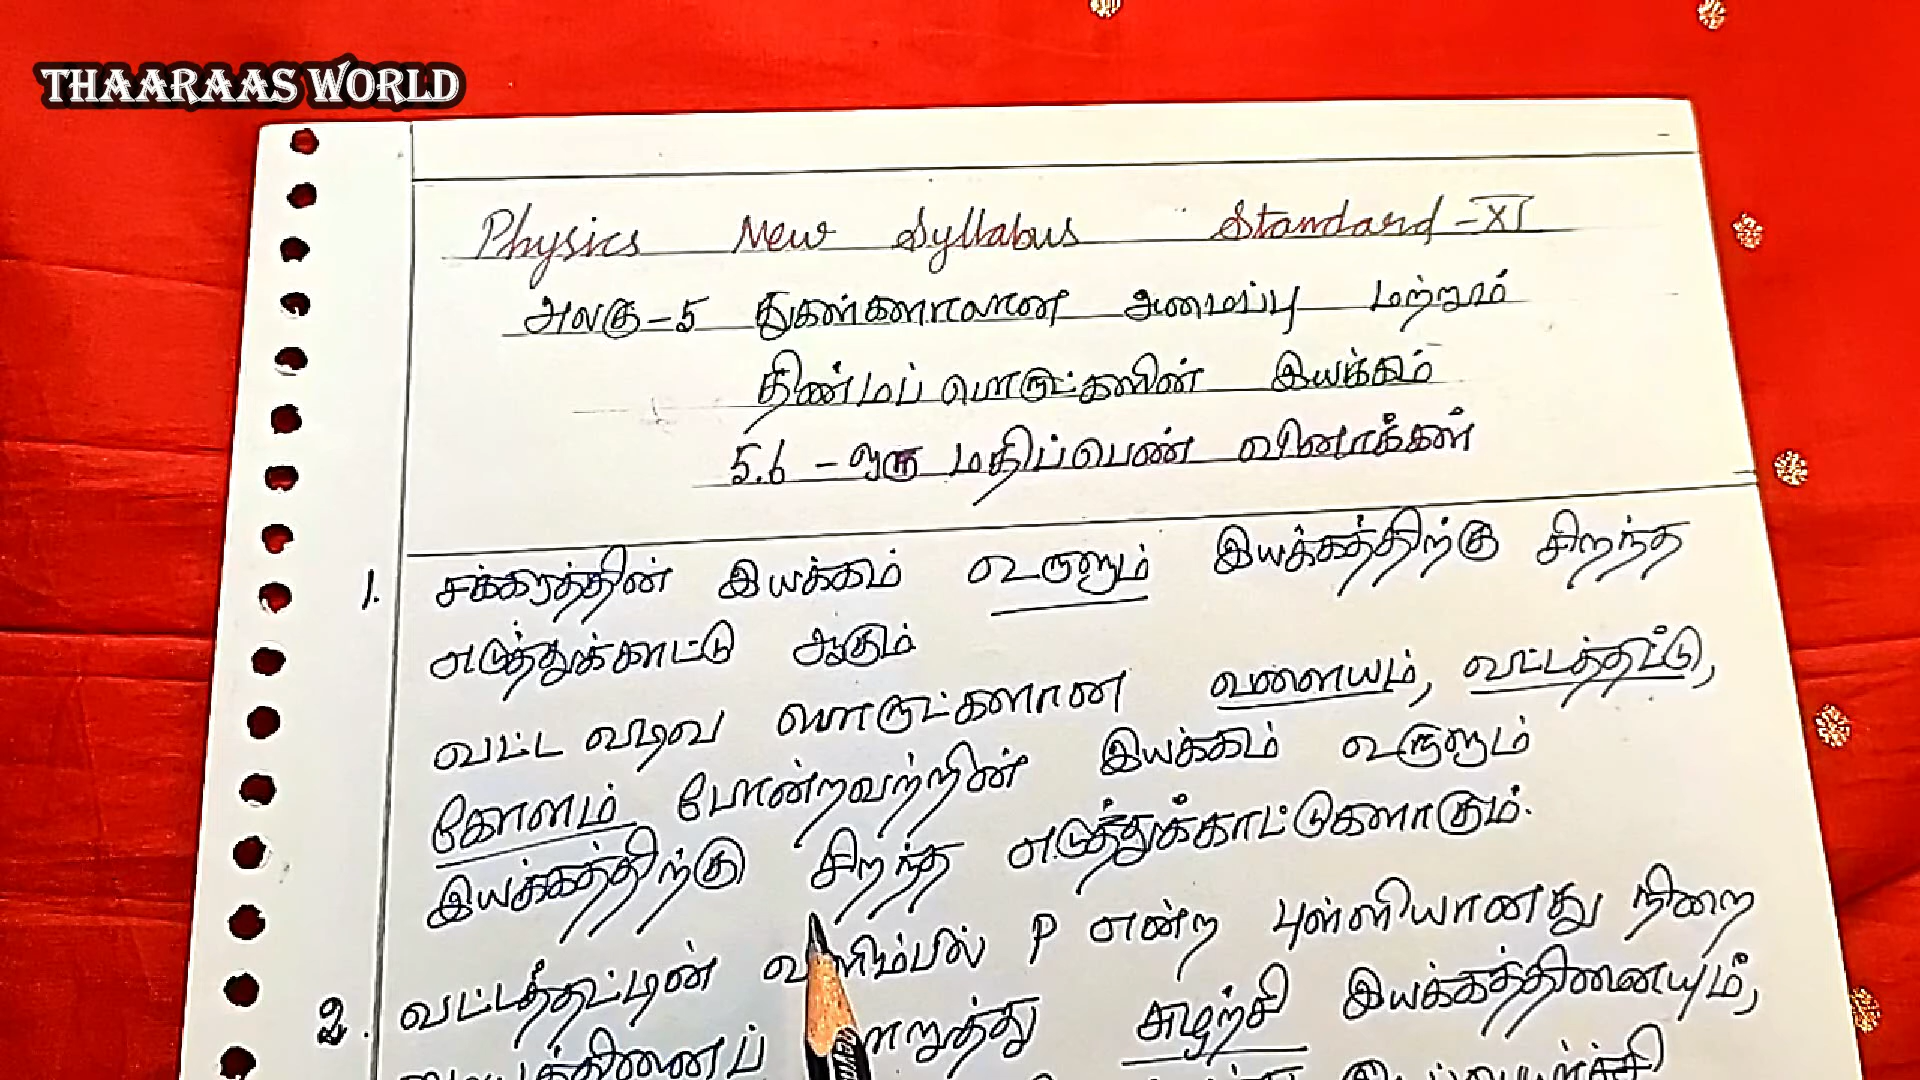 THAARAAS WORLD
Physics New Syllabus Standard - XI
அலகு - 5 துகள்களாலான அமைப்பு மற்றும்
திண்மப் பொருட்களின் இயக்கம்
5.6 - ஒரு மதிப்பெண் வினாக்கள்
1. சக்கரத்தின் இயக்கம் உருளும் இயக்கத்திற்கு சிறந்த
எடுத்துக்காட்டு ஆகும்
வட்ட வடிவ பொருட்களான வளையம், வட்டத்தட்டு,
கோளம் போன்றவற்றின் இயக்கம் உருளும்
இயக்கத்திற்கு சிறந்த எடுத்துக்காட்டுகளாகும்.
2. வட்டத்தட்டின் விளிம்பில் P என்ற புள்ளியானது நிறை
சுழற்சி இயக்கத்தினையும்,